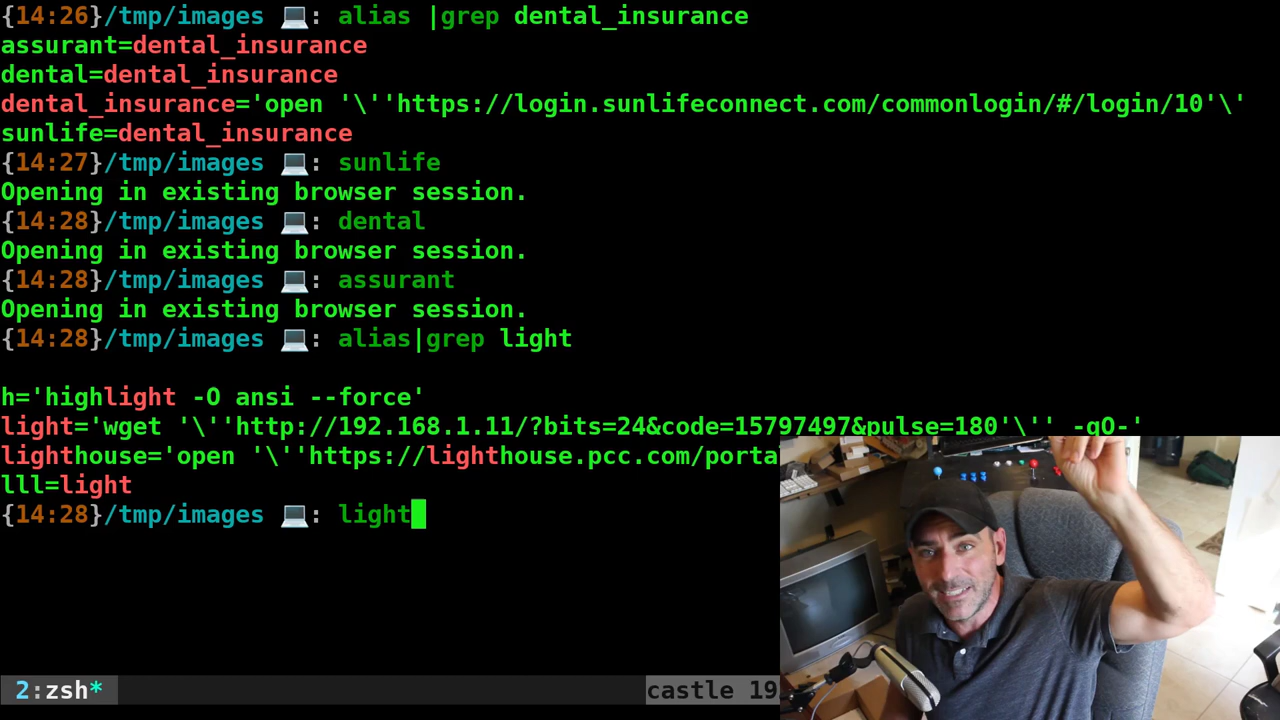 {14:26}/tmp/images 💻: alias |grep dental_insurance
assurant=dental_insurance
dental=dental_insurance
dental_insurance='open '\''https://login.sunlifeconnect.com/commonlogin/#/login/10'\'
sunlife=dental_insurance
{14:27}/tmp/images 💻: sunlife
Opening in existing browser session.
{14:28}/tmp/images 💻: dental
Opening in existing browser session.
{14:28}/tmp/images 💻: assurant
Opening in existing browser session.
{14:28}/tmp/images 💻: alias|grep light
h='highlight -O ansi --force'
light='wget '\''http://192.168.1.11/?bits=24&code=15797497&pulse=180'\'' -qO-'
lighthouse='open '\''https://lighthouse.pcc.com/porta
lll=light
{14:28}/tmp/images 💻: light
2:zsh* castle 19